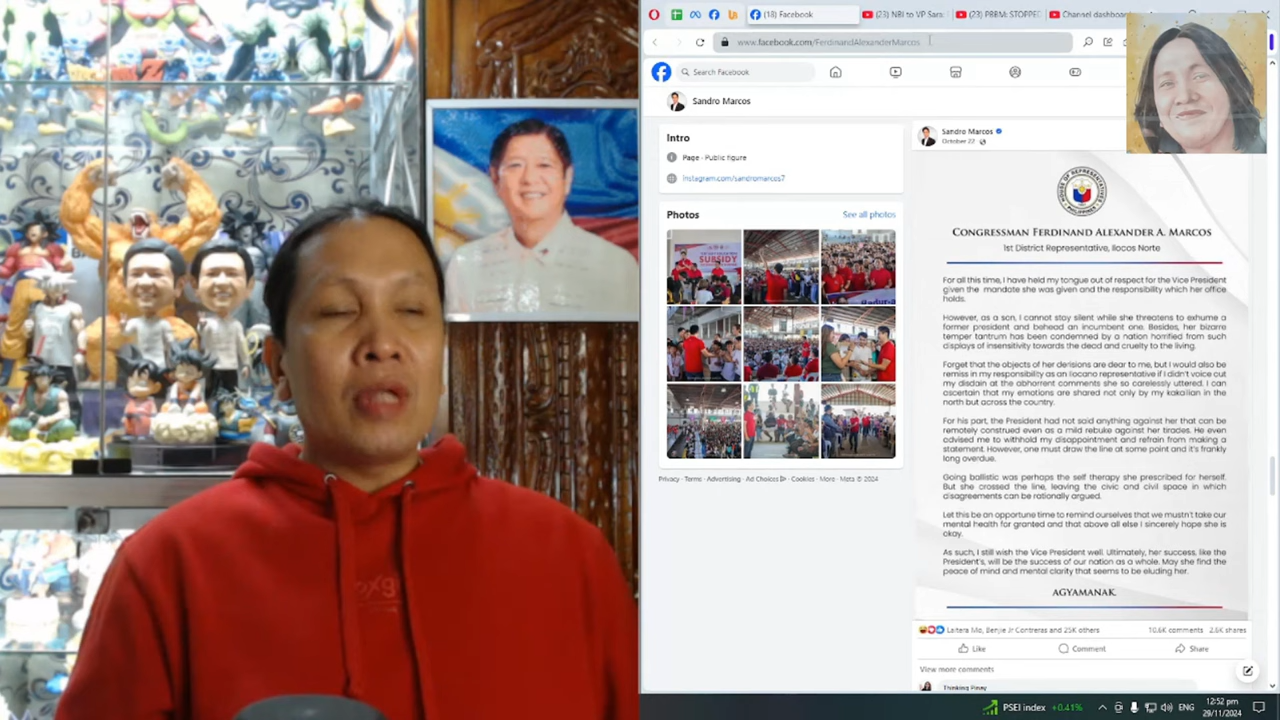 (18) Facebook
(23) NBI to VP Sara:
(23) PBBM: STOPPED
Channel dashboar
www.facebook.com/FerdinandAlexanderMarcos
Search Facebook
Sandro Marcos
Intro
Page · Public figure
instagram.com/sandromarcos7
Photos
See all photos
SUBSIDY
Privacy · Terms · Advertising · Ad Choices · Cookies · More · Meta © 2024
Sandro Marcos
October 22
HOUSE OF REPRESENTATIVES
PHILIPPINES
CONGRESSMAN FERDINAND ALEXANDER A. MARCOS
1st District Representative, Ilocos Norte
For all this time, I have held my tongue out of respect for the Vice President
given the mandate she was given and the responsibility which her office
holds.
However, as a son, I cannot stay silent while she threatens to exhume a
former president and behead an incumbent one. Besides, her bizarre
temper tantrum has been condemned by a nation horrified from such
displays of insensitivity towards the dead and cruelty to the living.
Forget that the objects of her derisions are dear to me, but I would also be
remiss in my responsibility as an Ilocano representative if I didn't voice out
my disdain at the abhorrent comments she so carelessly uttered. I can
ascertain that my emotions are shared not only by my kakailian in the
north but across the country.
For his part, the President had not said anything against her that can be
remotely construed even as a mild rebuke against her tirades. He even
advised me to withhold my disappointment and refrain from making a
statement. However, one must draw the line at some point and it's frankly
long overdue.
Going ballistic was perhaps the self therapy she prescribed for herself.
But she crossed the line, leaving the civic and civil space in which
disagreements can be rationally argued.
Let this be an opportune time to remind ourselves that we mustn't take our
mental health for granted and that above all else I sincerely hope she is
okay.
As such, I still wish the Vice President well. Ultimately, her success, like the
President's, will be the success of our nation as a whole. May she find the
peace of mind and mental clarity that seems to be eluding her.
AGYAMANAK.
Laitera Mo, Benjie Jr Contreras and 25K others
10.6K comments 2.6K shares
Like
Comment
Share
View more comments
Thinking Pinay
PSEI index +0.41%
ENG
12:52 pm
29/11/2024